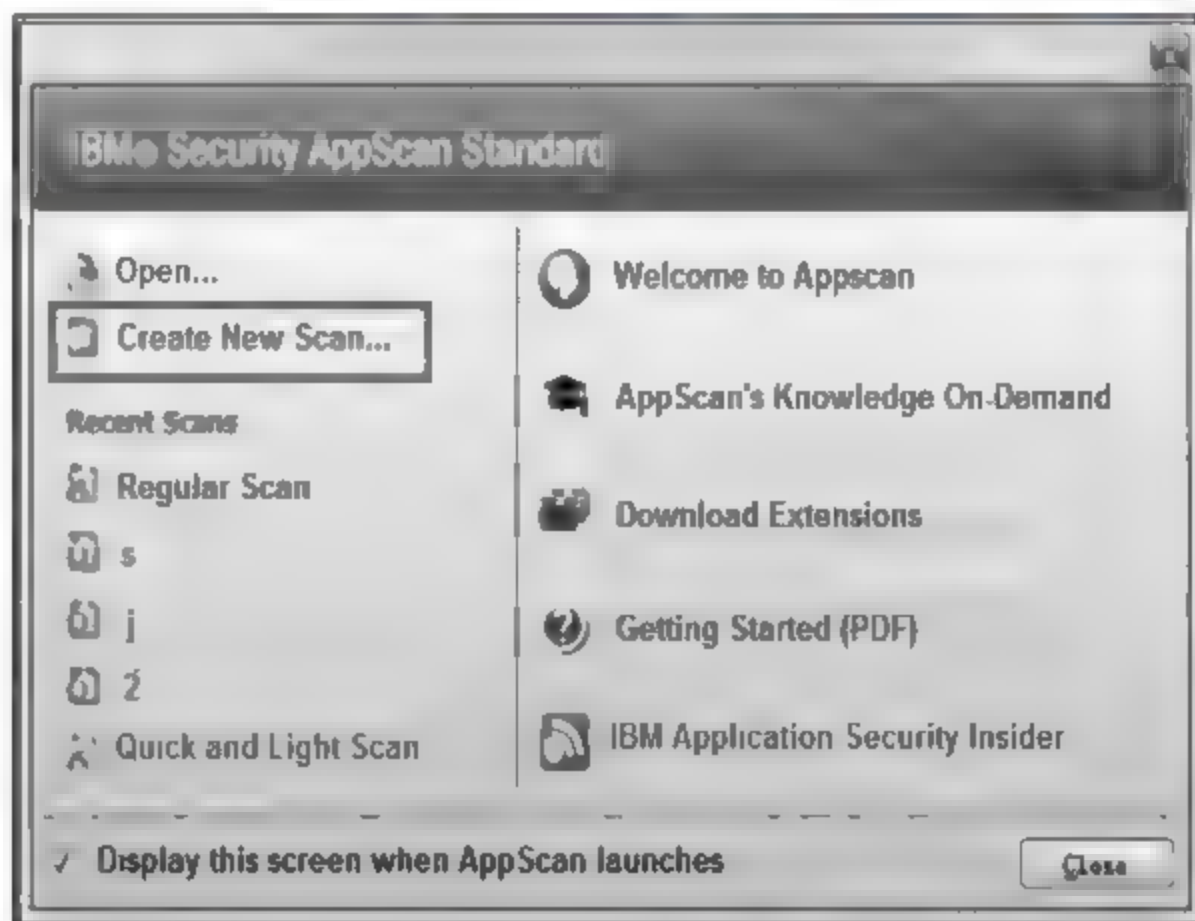 IBM® Security AppScan Standard
Open...
Create New Scan...
Recent Scans
Regular Scan
s
j
2
Quick and Light Scan
Welcome to Appscan
AppScan's Knowledge On-Demand
Download Extensions
Getting Started (PDF)
IBM Application Security Insider
Display this screen when AppScan launches
Close